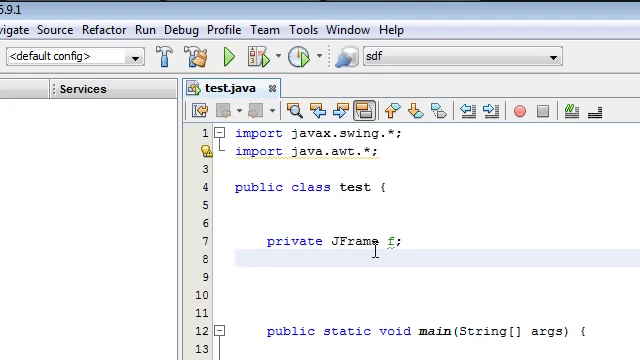 5.9.1
vigate Source Refactor Run Debug Profile Team Tools Window Help
<default config> sdf
Services test.java
1 import javax.swing.*;
import java.awt.*;
3
4 public class test {
5
6
7 private JFrame f;
8
9
10
11
12 public static void main(String[] args) {
13